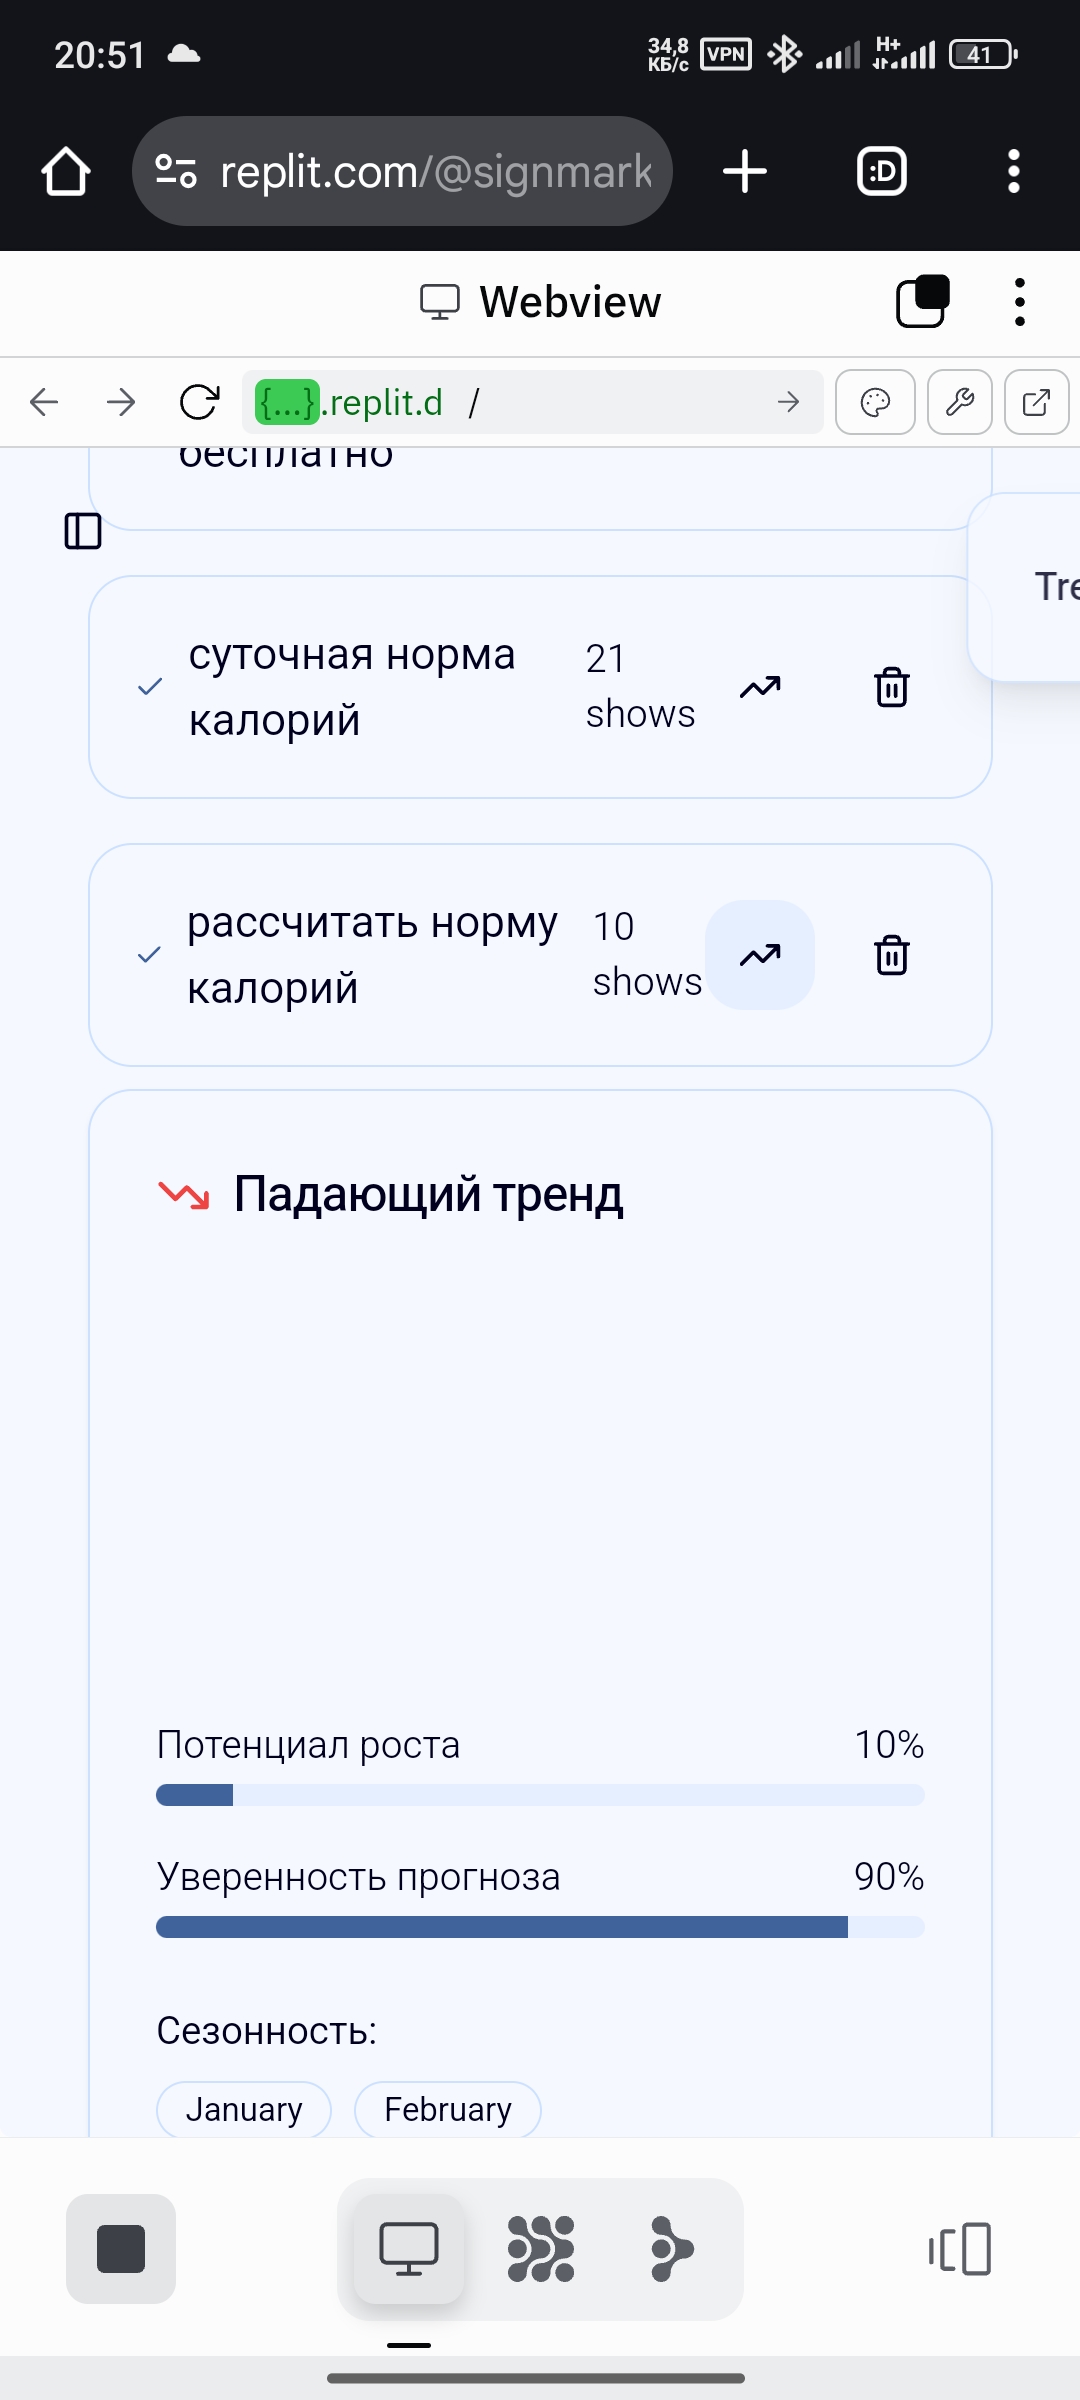 20:51
34,8
КБ/с
VPN
H+
41
replit.com/@signmark
:D
Webview
{...}.replit.d /
бесплатно
Tre
суточная норма
калорий
21
shows
рассчитать норму
калорий
10
shows
Падающий тренд
Потенциал роста
10%
Уверенность прогноза
90%
Сезонность:
January
February